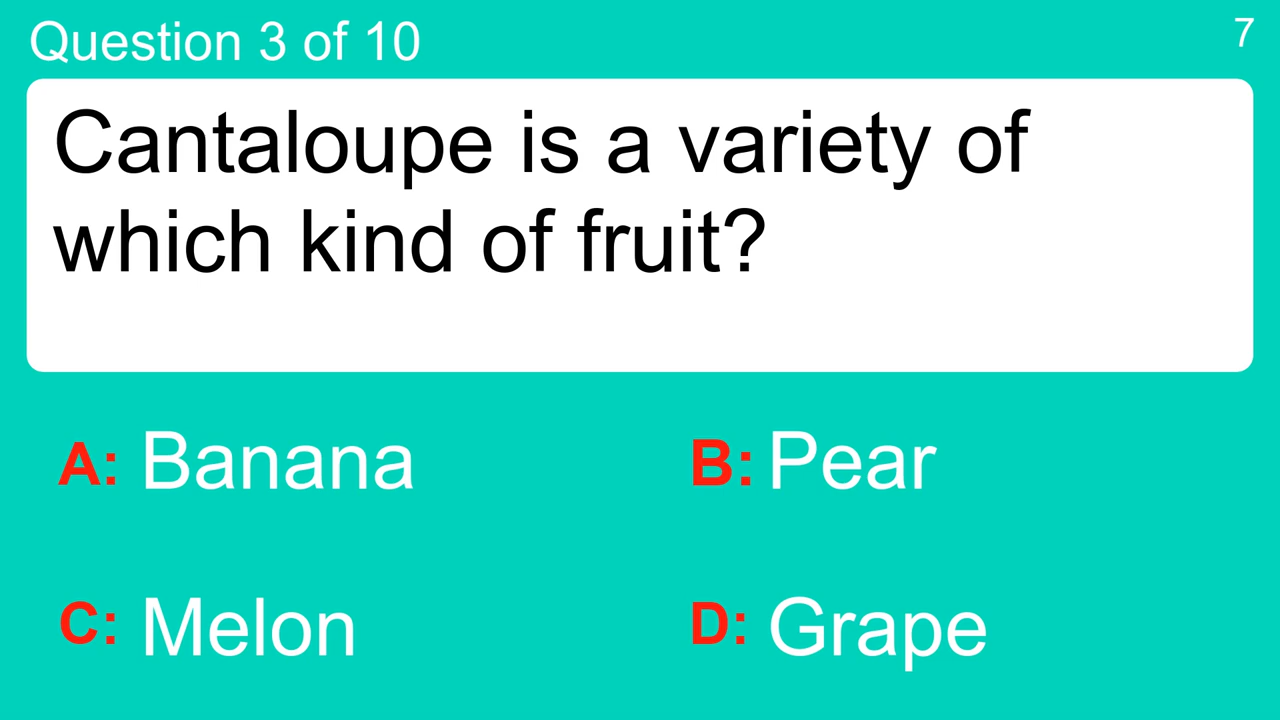 Question 3 of 10
7
Cantaloupe is a variety of
which kind of fruit?
A: Banana
B: Pear
C: Melon
D: Grape